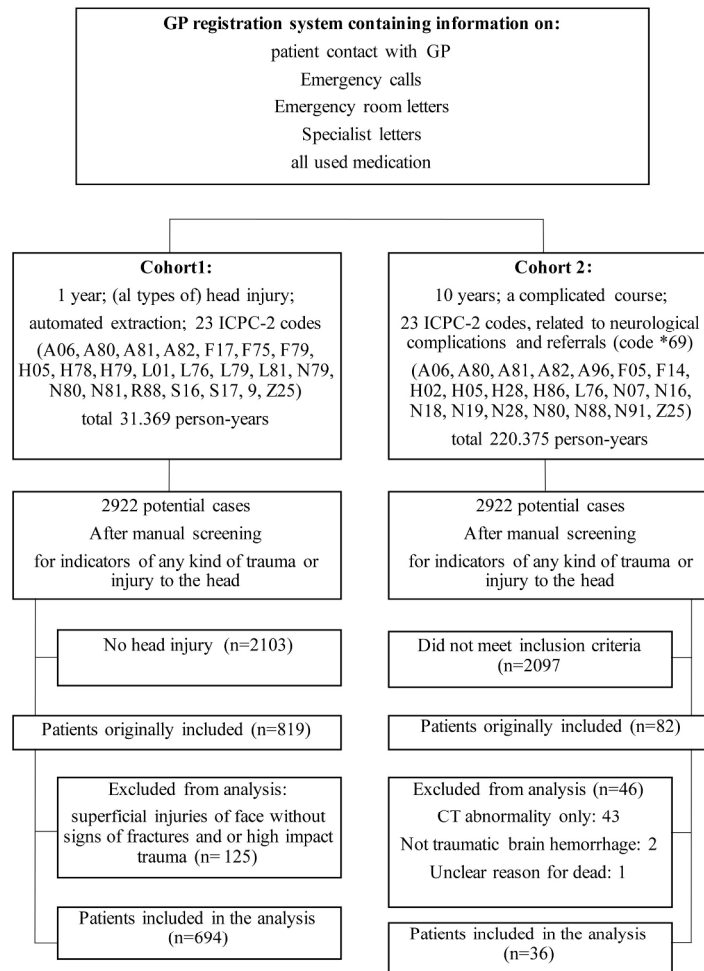 GP registration system containing information on:
patient contact with GP
Emergency calls
Emergency room letters
Specialist letters
all used medication
Cohort1:
1 year; (al types of) head injury;
automated extraction; 23 ICPC-2 codes
(A06, A80, A81, A82, F17, F75, F79,
H05, H78, H79, L01, L76, L79, L81, N79,
N80, N81, R88, S16, S17, 9, Z25)
total 31.369 person-years
Cohort 2:
10 years; a complicated course;
23 ICPC-2 codes, related to neurological
complications and referrals (code *69)
(A06, A80, A81, A82, A96, F05, F14,
H02, H05, H28, H86, L76, N07, N16,
N18, N19, N28, N80, N88, N91, Z25)
total 220.375 person-years
2922 potential cases
After manual screening
for indicators of any kind of trauma or
injury to the head
2922 potential cases
After manual screening
for indicators of any kind of trauma or
injury to the head
No head injury (n=2103)
Did not meet inclusion criteria
(n=2097
Patients originally included (n=819)
Patients originally included (n=82)
Excluded from analysis:
superficial injuries of face without
signs of fractures and or high impact
trauma (n= 125)
Excluded from analysis (n=46)
CT abnormality only: 43
Not traumatic brain hemorrhage: 2
Unclear reason for dead: 1
Patients included in the analysis
(n=694)
Patients included in the analysis
(n=36)